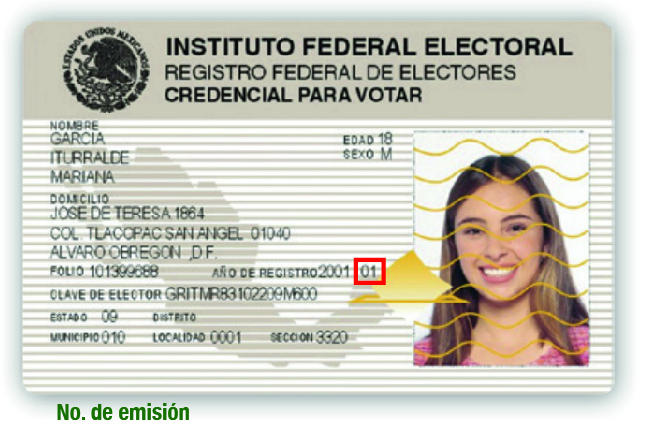 ESTADOS UNIDOS MEXICANOS
INSTITUTO FEDERAL ELECTORAL
REGISTRO FEDERAL DE ELECTORES
CREDENCIAL PARA VOTAR
NOMBRE
GARCIA
ITURRALDE
MARIANA
EDAD 18
SEXO M
DOMICILIO
JOSE DE TERESA 1864
COL. TLACOPAC SAN ANGEL 01040
ALVARO OBREGON ,D.F.
FOLIO 101399688 AÑO DE REGISTRO 2001 01
CLAVE DE ELECTOR GRITMR83102209M600
ESTADO 09 DISTRITO
MUNICIPIO 010 LOCALIDAD 0001 SECCION 3320
No. de emisión